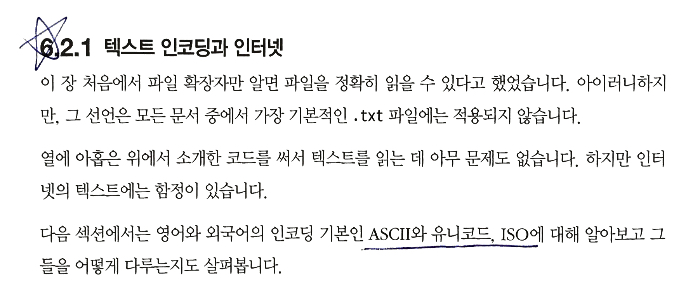 6.2.1 텍스트 인코딩과 인터넷
이 장 처음에서 파일 확장자만 알면 파일을 정확히 읽을 수 있다고 했었습니다. 아이러니하지
만, 그 선언은 모든 문서 중에서 가장 기본적인 .txt 파일에는 적용되지 않습니다.
열에 아홉은 위에서 소개한 코드를 써서 텍스트를 읽는 데 아무 문제도 없습니다. 하지만 인터
넷의 텍스트에는 함정이 있습니다.
다음 섹션에서는 영어와 외국어의 인코딩 기본인 ASCII와 유니코드, ISO에 대해 알아보고 그
들을 어떻게 다루는지도 살펴봅니다.